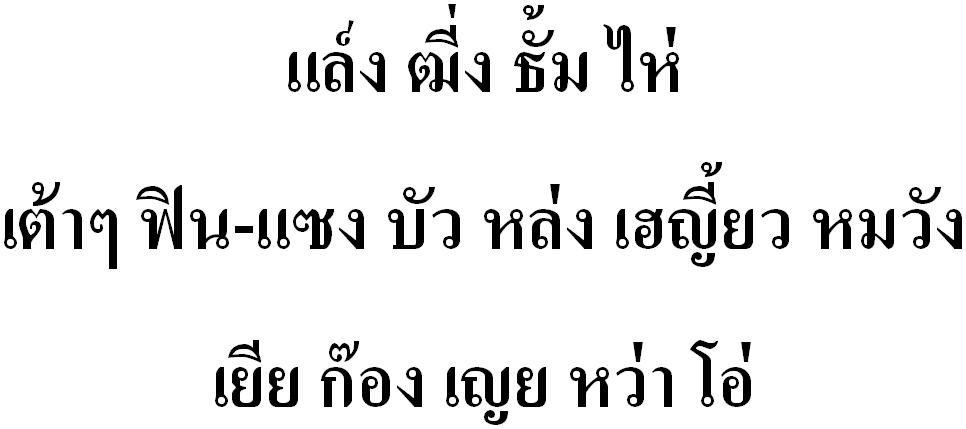 แล็่ง ฒึ่ง ธั้ม ไห่
เต้าๆ ฟิน-แซง บัว หล่ง เฮญี้ยว หมวัง
เยีย ก๊อง เญย หว่า โอ่